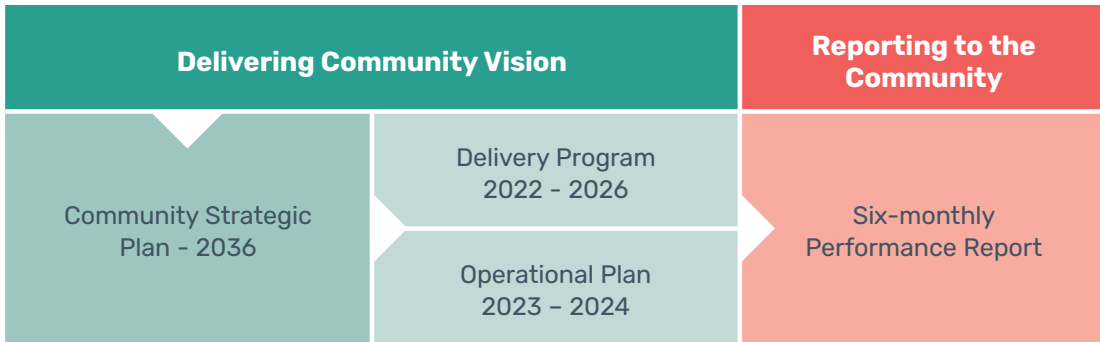 Delivering Community Vision
Reporting to the
Community
Community Strategic
Plan - 2036
Delivery Program
2022 - 2026
Operational Plan
2023 – 2024
Six-monthly
Performance Report